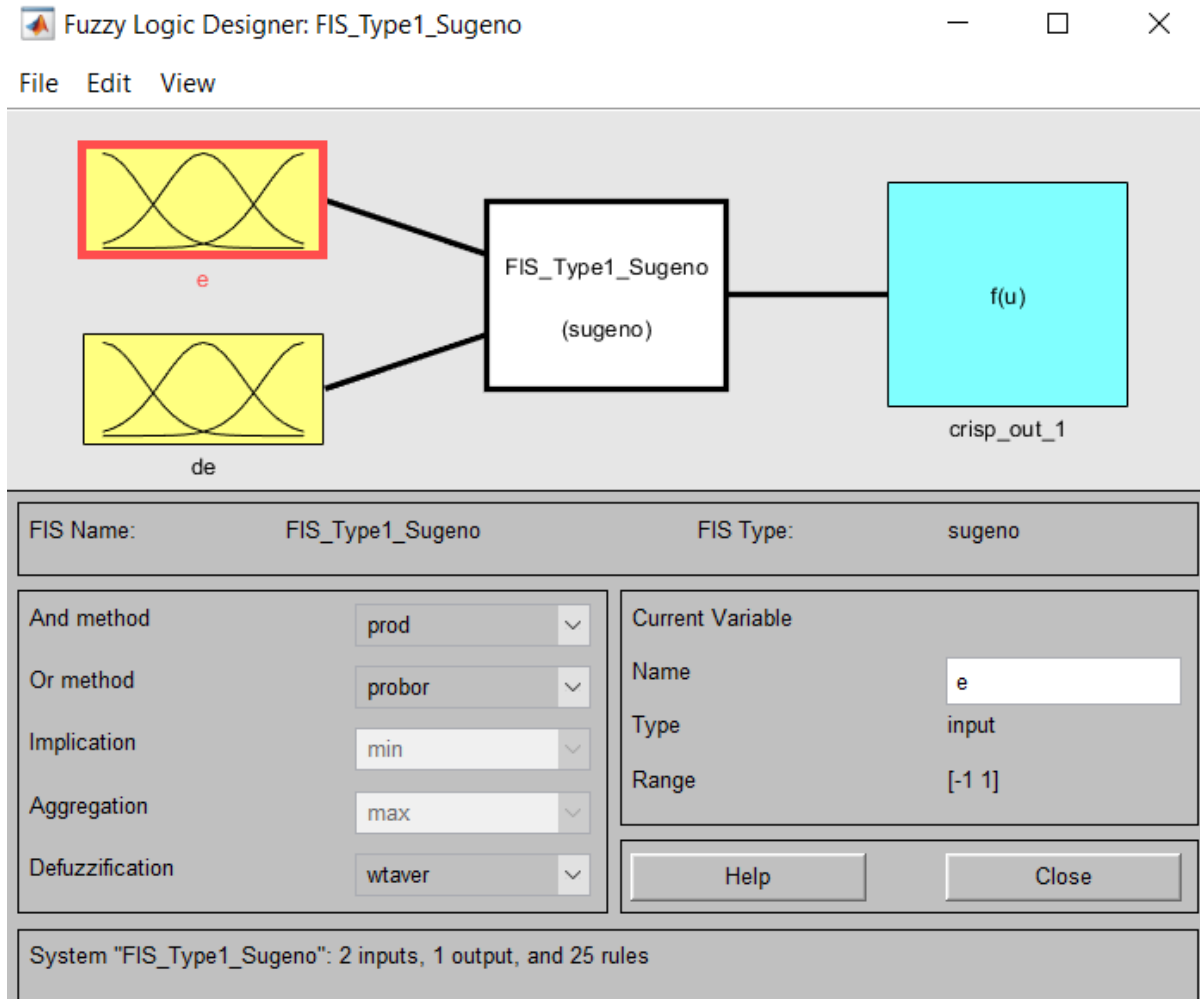 Fuzzy Logic Designer: FIS_Type1_Sugeno
File Edit View
e
de
FIS_Type1_Sugeno
(sugeno)
f(u)
crisp_out_1
FIS Name: FIS_Type1_Sugeno FIS Type: sugeno
And method prod
Or method probor
Implication min
Aggregation max
Defuzzification wtaver
Current Variable
Name e
Type input
Range [-1 1]
Help Close
System "FIS_Type1_Sugeno": 2 inputs, 1 output, and 25 rules